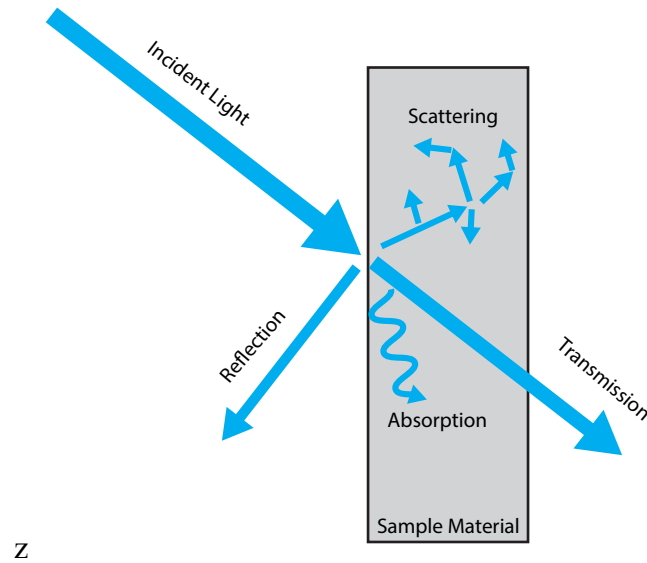 Incident Light
Scattering
Reflection
Transmission
Absorption
Sample Material
z